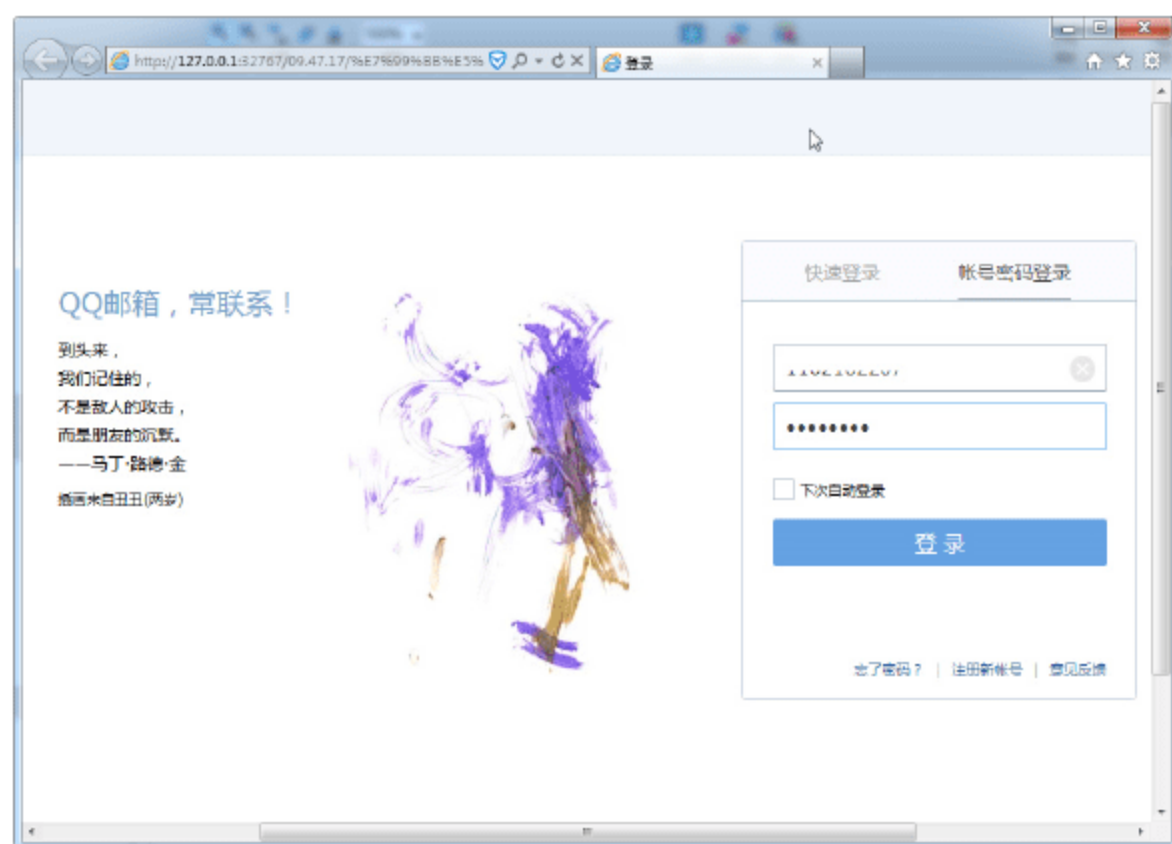 http://127.0.0.1:32767/09.47.17/%E7%99%BB%E5%
登录
快速登录
帐号密码登录
QQ邮箱，常联系！
到头来，
我们记住的，
不是敌人的攻击，
而是朋友的沉默。
——马丁·路德·金
插画来自丑丑(两岁)
下次自动登录
登 录
忘了密码？ | 注册新帐号 | 意见反馈